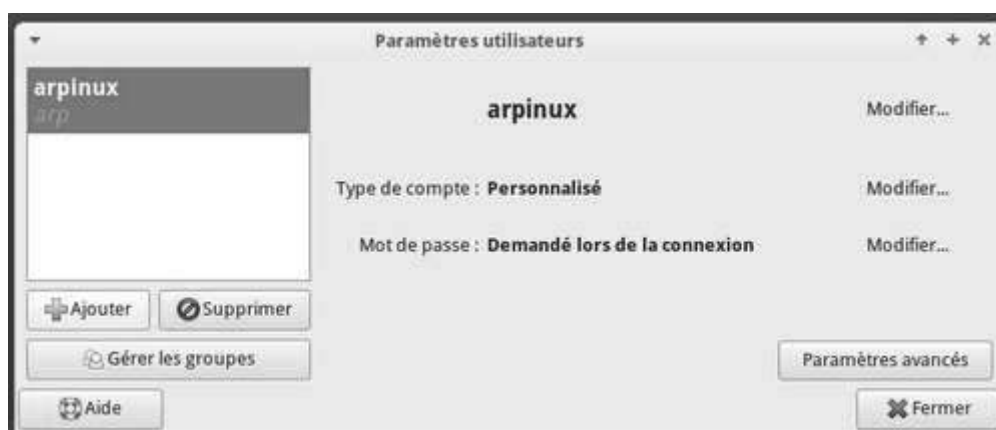 Paramètres utilisateurs
arpinux
arp
arpinux
Modifier...
Type de compte : Personnalisé
Modifier...
Mot de passe : Demandé lors de la connexion
Modifier...
Ajouter
Supprimer
Gérer les groupes
Paramètres avancés
Aide
Fermer